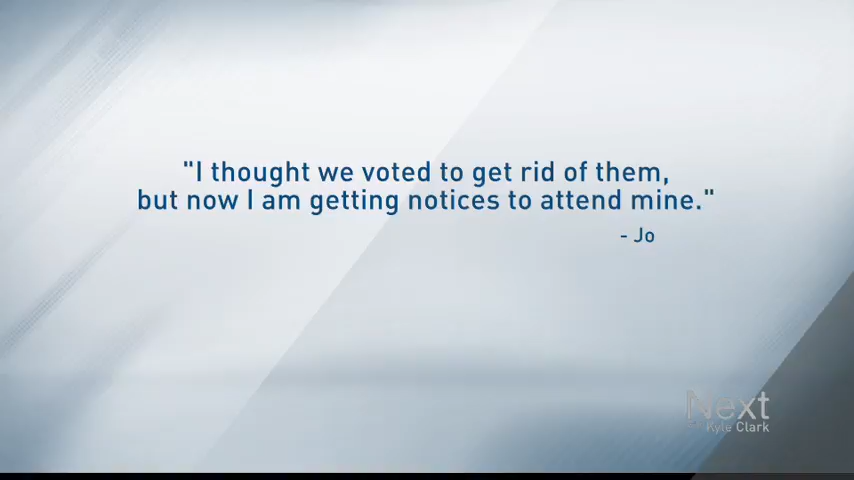 "I thought we voted to get rid of them,
but now I am getting notices to attend mine."
- Jo
Next
Kyle Clark